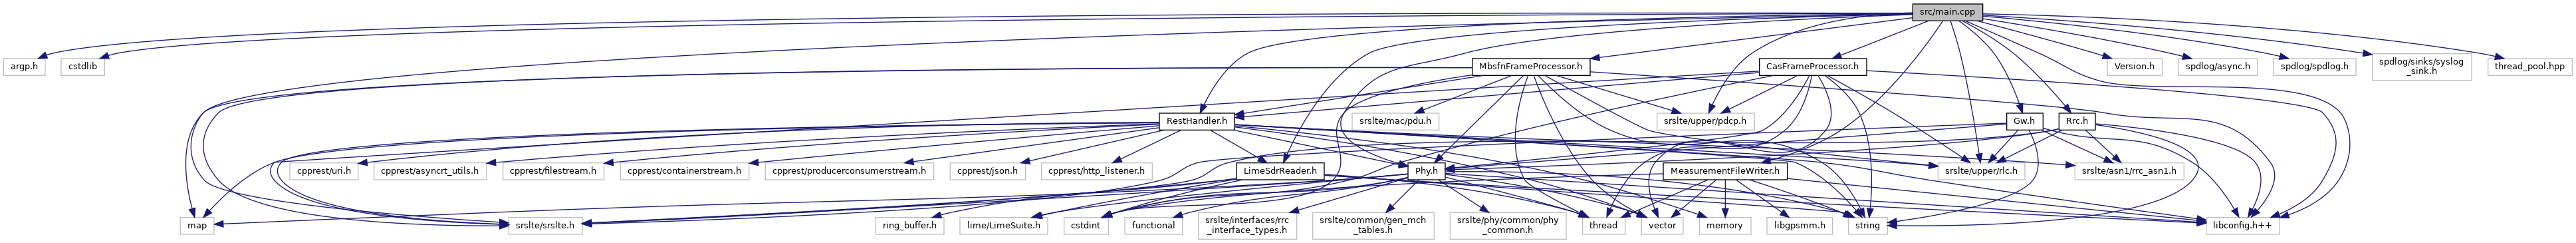 src/main.cpp
argp.h
cstdlib
MbsfnFrameProcessor.h
CasFrameProcessor.h
Version.h
spdlog/async.h
spdlog/spdlog.h
spdlog/sinks/syslog
_sink.h
thread_pool.hpp
RestHandler.h
srslte/mac/pdu.h
srslte/upper/pdcp.h
Gw.h
Rrc.h
cpprest/uri.h
cpprest/asyncrt_utils.h
cpprest/filestream.h
cpprest/containerstream.h
cpprest/producerconsumerstream.h
cpprest/json.h
cpprest/http_listener.h
LimeSdrReader.h
Phy.h
MeasurementFileWriter.h
srslte/upper/rlc.h
srslte/asn1/rrc_asn1.h
map
srslte/srslte.h
ring_buffer.h
lime/LimeSuite.h
cstdint
functional
srslte/interfaces/rrc
_interface_types.h
srslte/common/gen_mch
_tables.h
srslte/phy/common/phy
_common.h
thread
vector
memory
libgpsmm.h
string
libconfig.h++